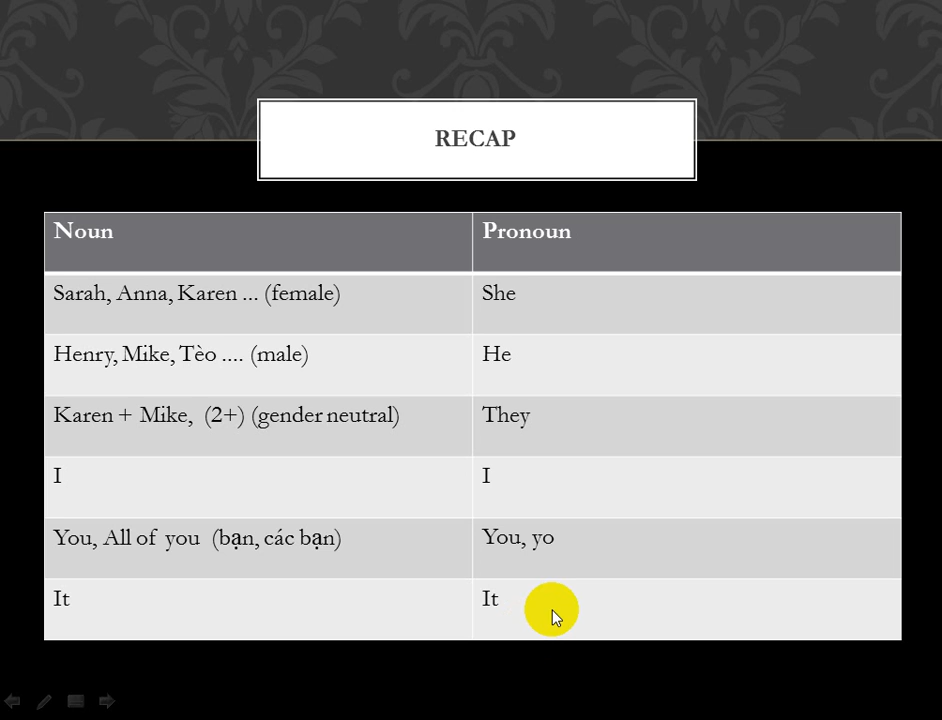 RECAP
Noun Pronoun
Sarah, Anna, Karen ... (female) She
Henry, Mike, Tèo .... (male) He
Karen + Mike, (2+) (gender neutral) They
I I
You, All of you (bạn, các bạn) You, yo
It It